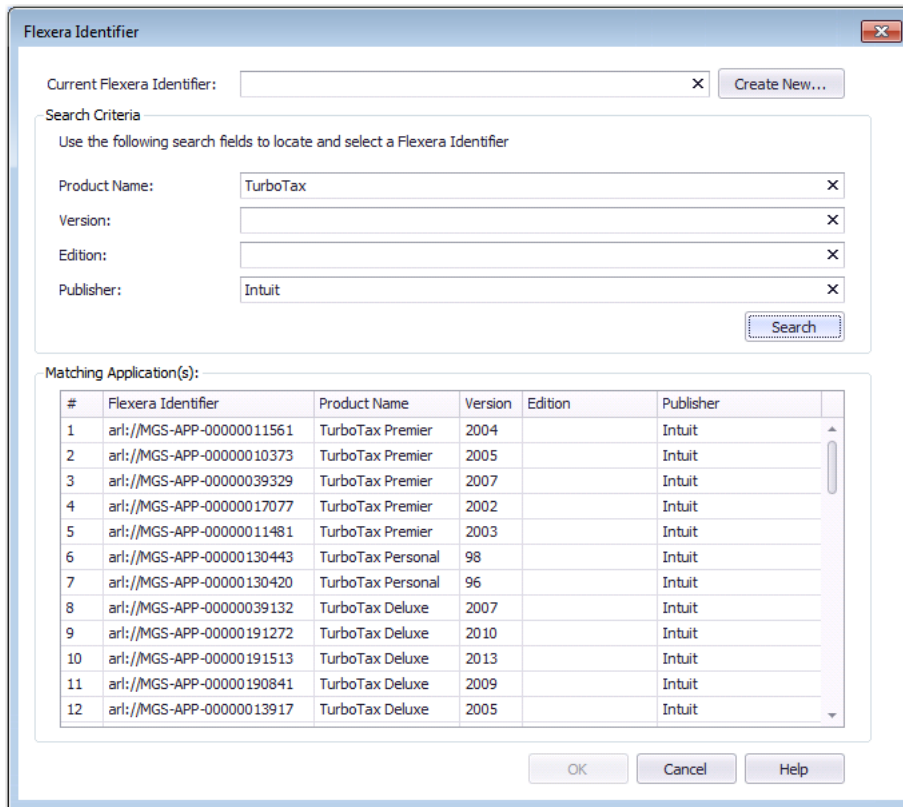 Flexera Identifier
Current Flexera Identifier: Create New...
Search Criteria
Use the following search fields to locate and select a Flexera Identifier
Product Name: TurboTax
Version:
Edition:
Publisher: Intuit
Search
Matching Application(s):
# Flexera Identifier Product Name Version Edition Publisher
1 arl://MGS-APP-00000011561 TurboTax Premier 2004 Intuit
2 arl://MGS-APP-00000010373 TurboTax Premier 2005 Intuit
3 arl://MGS-APP-00000039329 TurboTax Premier 2007 Intuit
4 arl://MGS-APP-00000017077 TurboTax Premier 2002 Intuit
5 arl://MGS-APP-00000011481 TurboTax Premier 2003 Intuit
6 arl://MGS-APP-00000130443 TurboTax Personal 98 Intuit
7 arl://MGS-APP-00000130420 TurboTax Personal 96 Intuit
8 arl://MGS-APP-00000039132 TurboTax Deluxe 2007 Intuit
9 arl://MGS-APP-00000191272 TurboTax Deluxe 2010 Intuit
10 arl://MGS-APP-00000191513 TurboTax Deluxe 2013 Intuit
11 arl://MGS-APP-00000190841 TurboTax Deluxe 2009 Intuit
12 arl://MGS-APP-00000013917 TurboTax Deluxe 2005 Intuit
OK Cancel Help